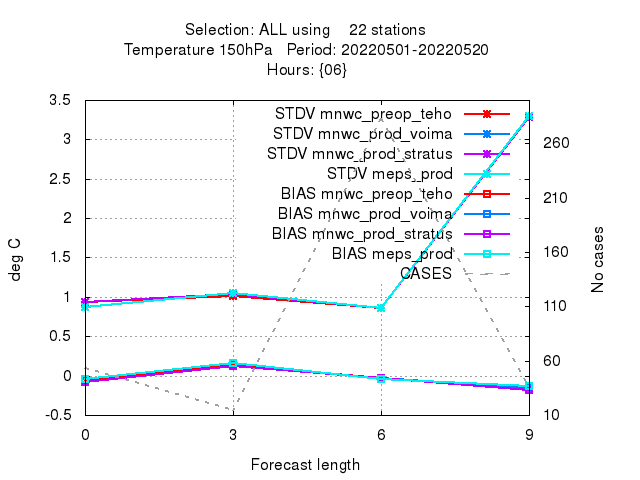 Selection: ALL using 22 stations
Temperature 150hPa Period: 20220501-20220520
Hours: {06}
STDV mnwc_preop_teho
STDV mnwc_prod_voima
STDV mnwc_prod_stratus
STDV meps_prod
BIAS mnwc_preop_teho
BIAS mnwc_prod_voima
BIAS mnwc_prod_stratus
BIAS meps_prod
CASES
deg C
3.5
3
2.5
2
1.5
1
0.5
0
-0.5
No cases
260
210
160
110
60
10
0 3 6 9
Forecast length